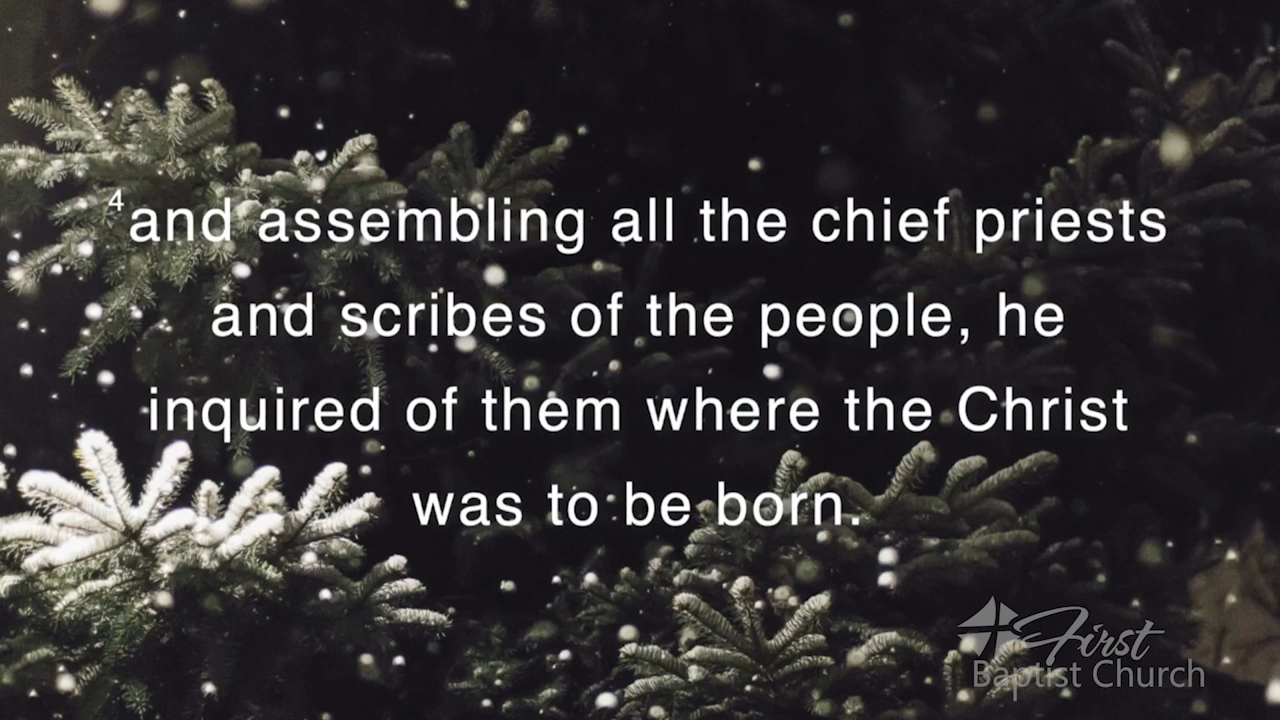 4and assembling all the chief priests
and scribes of the people, he
inquired of them where the Christ
was to be born.
First
Baptist Church